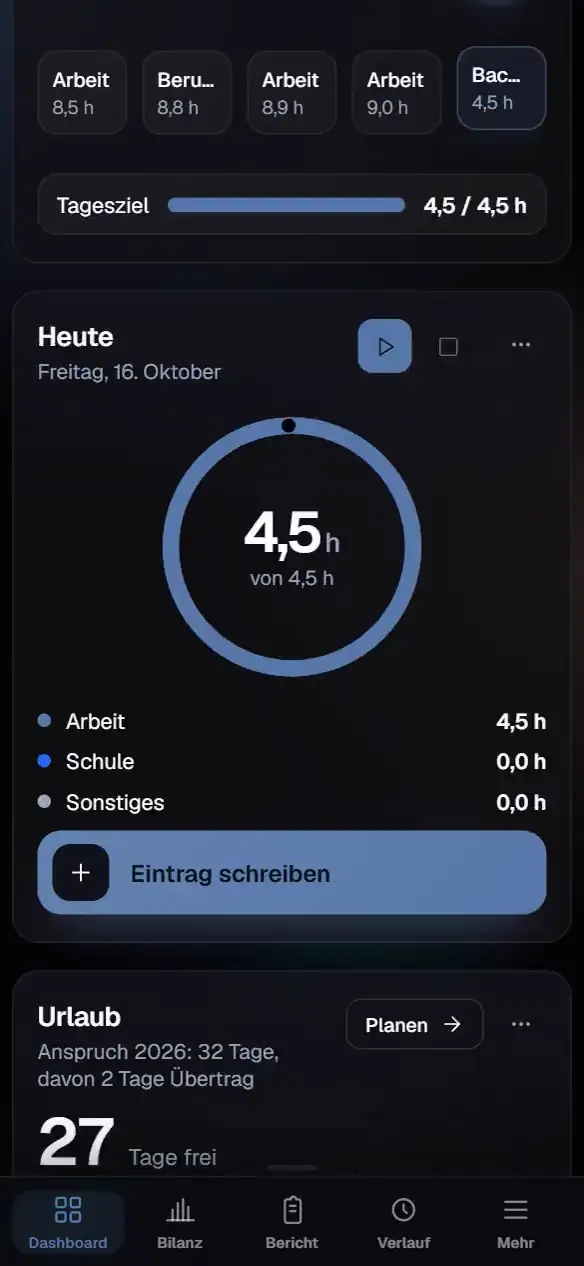 Arbeit
8,5 h
Beru...
8,8 h
Arbeit
8,9 h
Arbeit
9,0 h
Bac...
4,5 h
Tagesziel
4,5 / 4,5 h
Heute
Freitag, 16. Oktober
...
4,5 h
von 4,5 h
Arbeit 4,5 h
Schule 0,0 h
Sonstiges 0,0 h
+ Eintrag schreiben
Urlaub
Planen →
...
Anspruch 2026: 32 Tage,
davon 2 Tage Übertrag
27 Tage frei
Dashboard
Bilanz
Bericht
Verlauf
Mehr